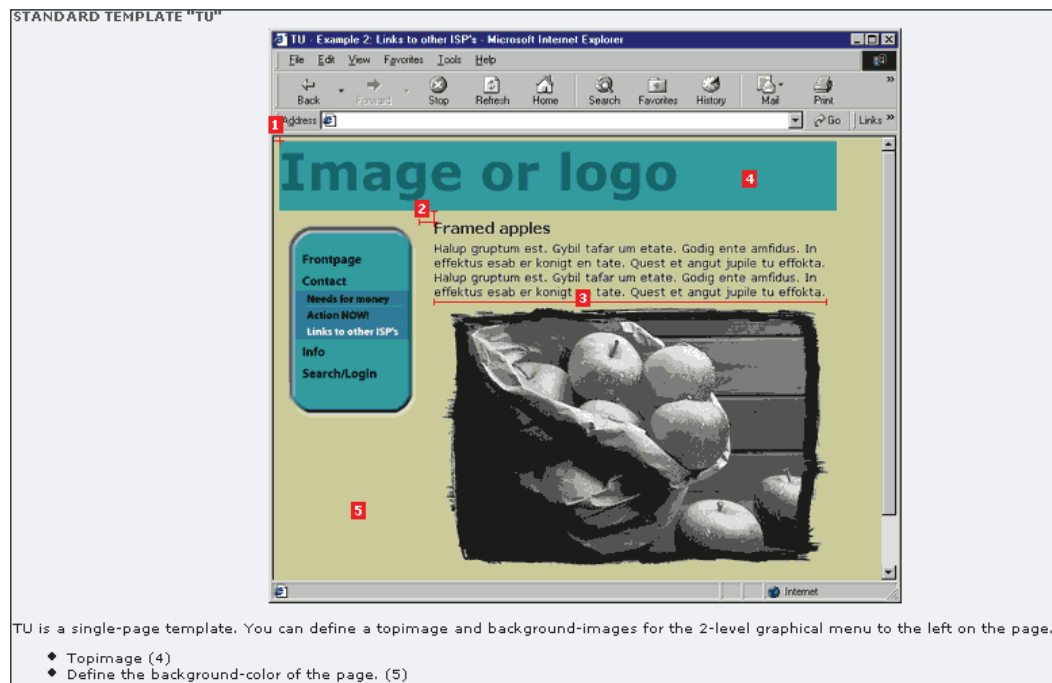 STANDARD TEMPLATE "TU"
TU - Example 2: Links to other ISP's - Microsoft Internet Explorer
File Edit View Favorites Tools Help
Back Forward Stop Refresh Home Search Favorites History Mail Print »
Address Go Links »
1
Image or logo 4
2
Framed apples
Halup gruptum est. Gybil tafar um etate. Godig ente amfidus. In
effektus esab er konigt en tate. Quest et angut jupile tu effokta.
Halup gruptum est. Gybil tafar um etate. Godig ente amfidus. In
effektus esab er konigt en tate. Quest et angut jupile tu effokta.
3
Frontpage
Contact
Needs for money
Action NOW!
Links to other ISP's
Info
Search/Login
5
Internet
TU is a single-page template. You can define a topimage and background-images for the 2-level graphical menu to the left on the page.
◆ Topimage (4)
◆ Define the background-color of the page. (5)